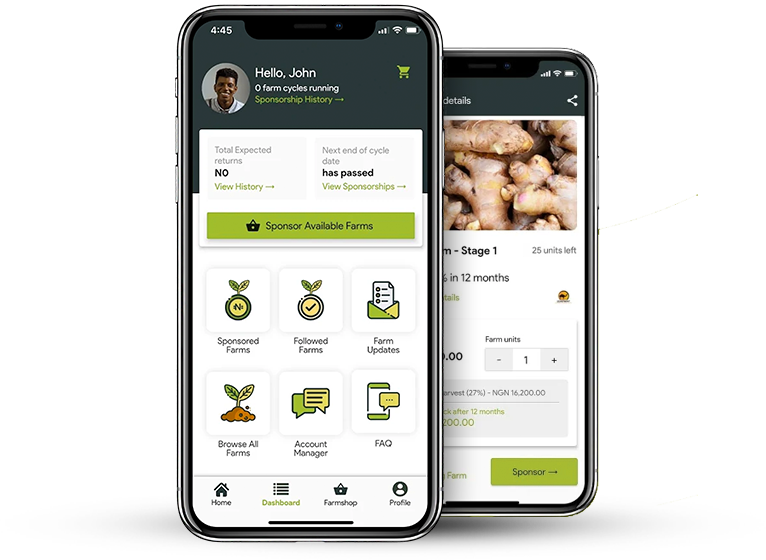 4:45
Hello, John
0 farm cycles running
Sponsorship History →
Total Expected
returns
N0
View History →
Next end of cycle
date
has passed
View Sponsorships →
Sponsor Available Farms
Sponsored
Farms
Followed
Farms
Farm
Updates
Browse All
Farms
Account
Manager
FAQ
Home
Dashboard
Farmshop
Profile
details
m - Stage 1
25 units left
% in 12 months
tails
Farm units
0.00
- 1 +
arvest (27%) - NGN 16,200.00
ck after 12 months
200.00
Farm
Sponsor →